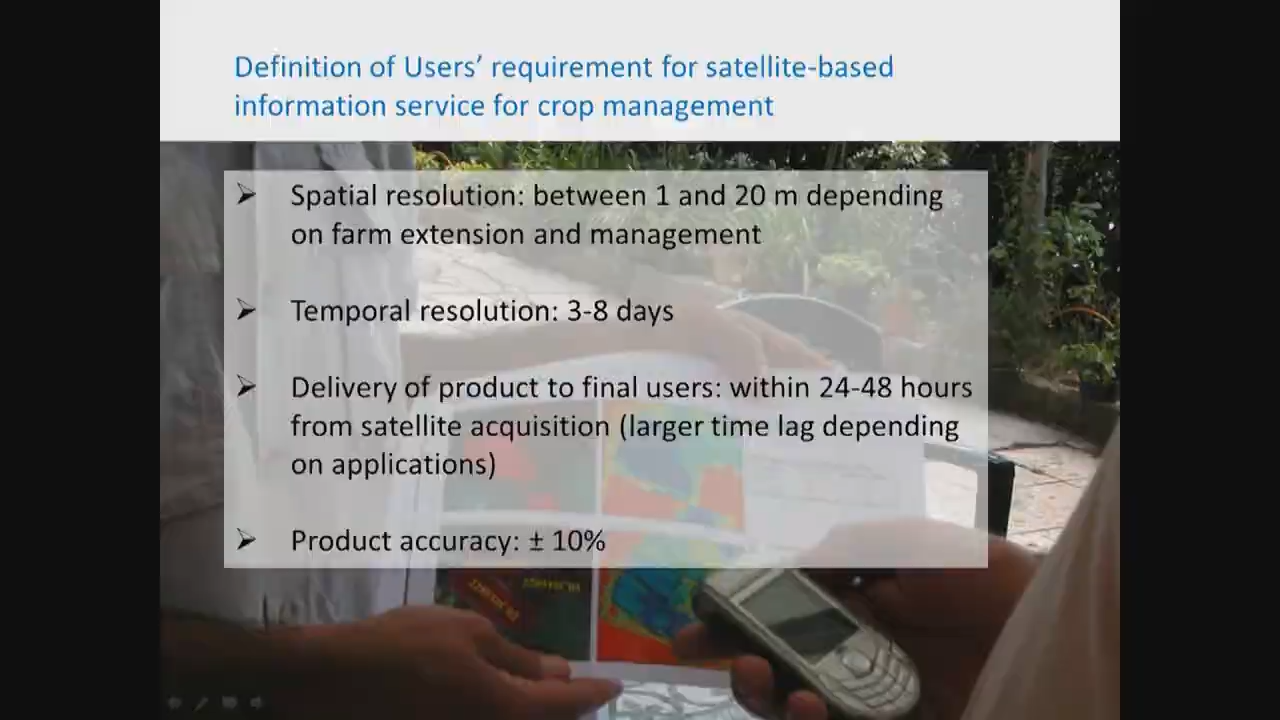 Definition of Users’ requirement for satellite-based
information service for crop management
➢ Spatial resolution: between 1 and 20 m depending
on farm extension and management
➢ Temporal resolution: 3-8 days
➢ Delivery of product to final users: within 24-48 hours
from satellite acquisition (larger time lag depending
on applications)
➢ Product accuracy: ± 10%